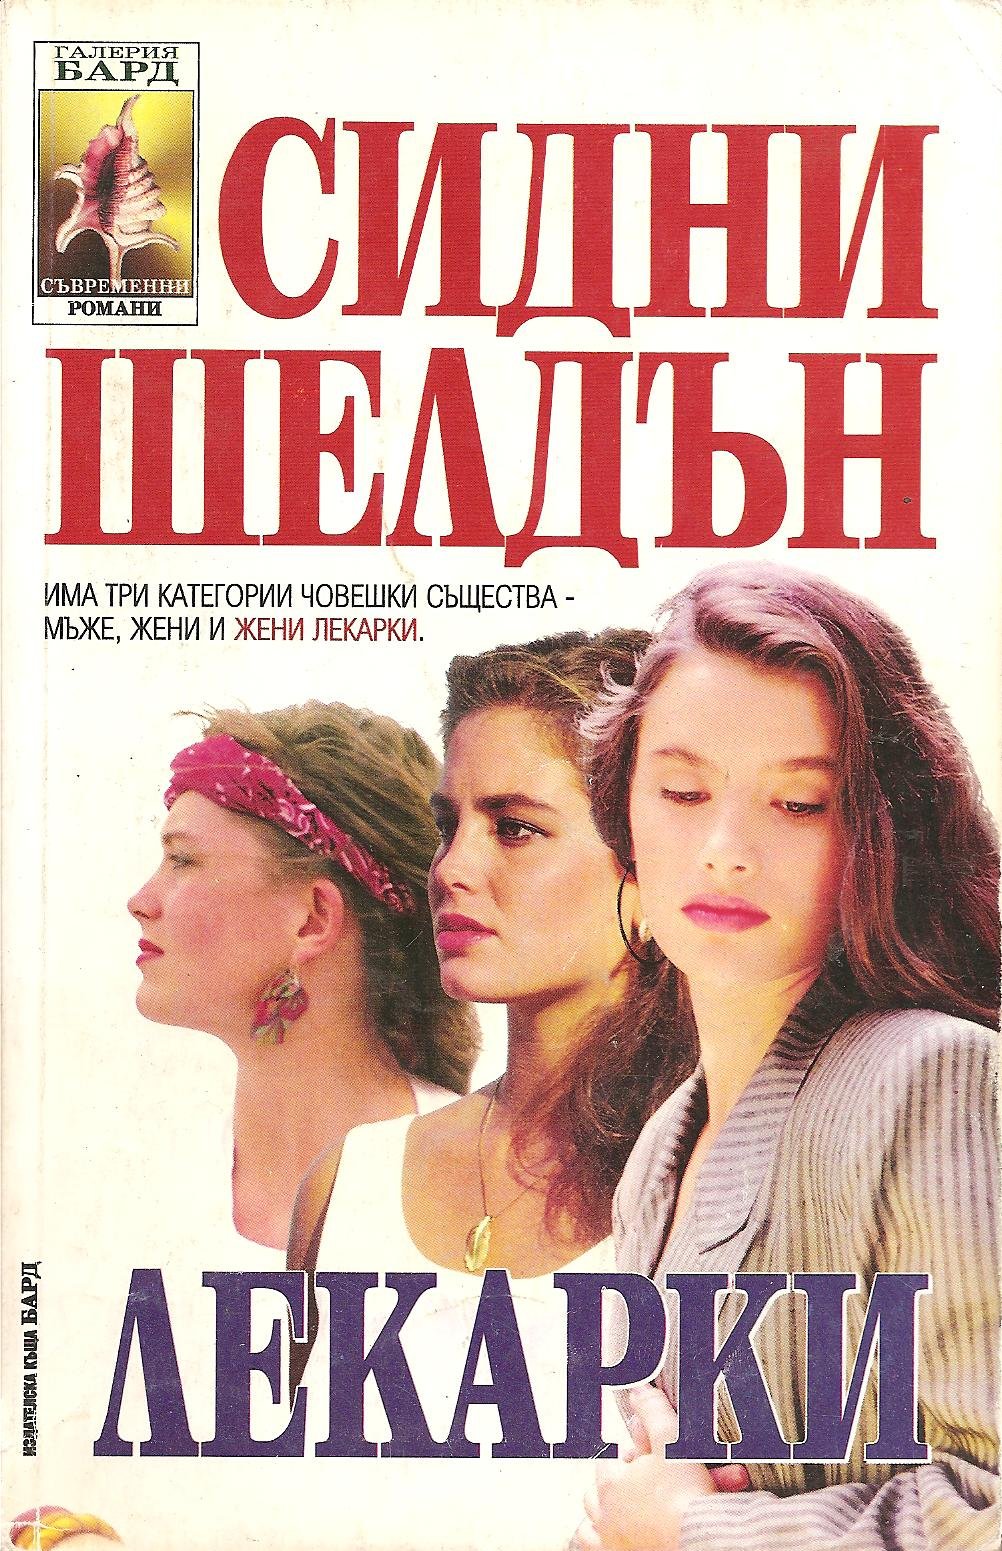 ГАЛЕРИЯ
БАРД
СЪВРЕМЕННИ
РОМАНИ
СИДНИ
ШЕЛДЪН
ИМА ТРИ КАТЕГОРИИ ЧОВЕШКИ СЪЩЕСТВА -
МЪЖЕ, ЖЕНИ И ЖЕНИ ЛЕКАРКИ.
ИЗДАТЕЛСКА КЪЩА БАРД
ЛЕКАРКИ